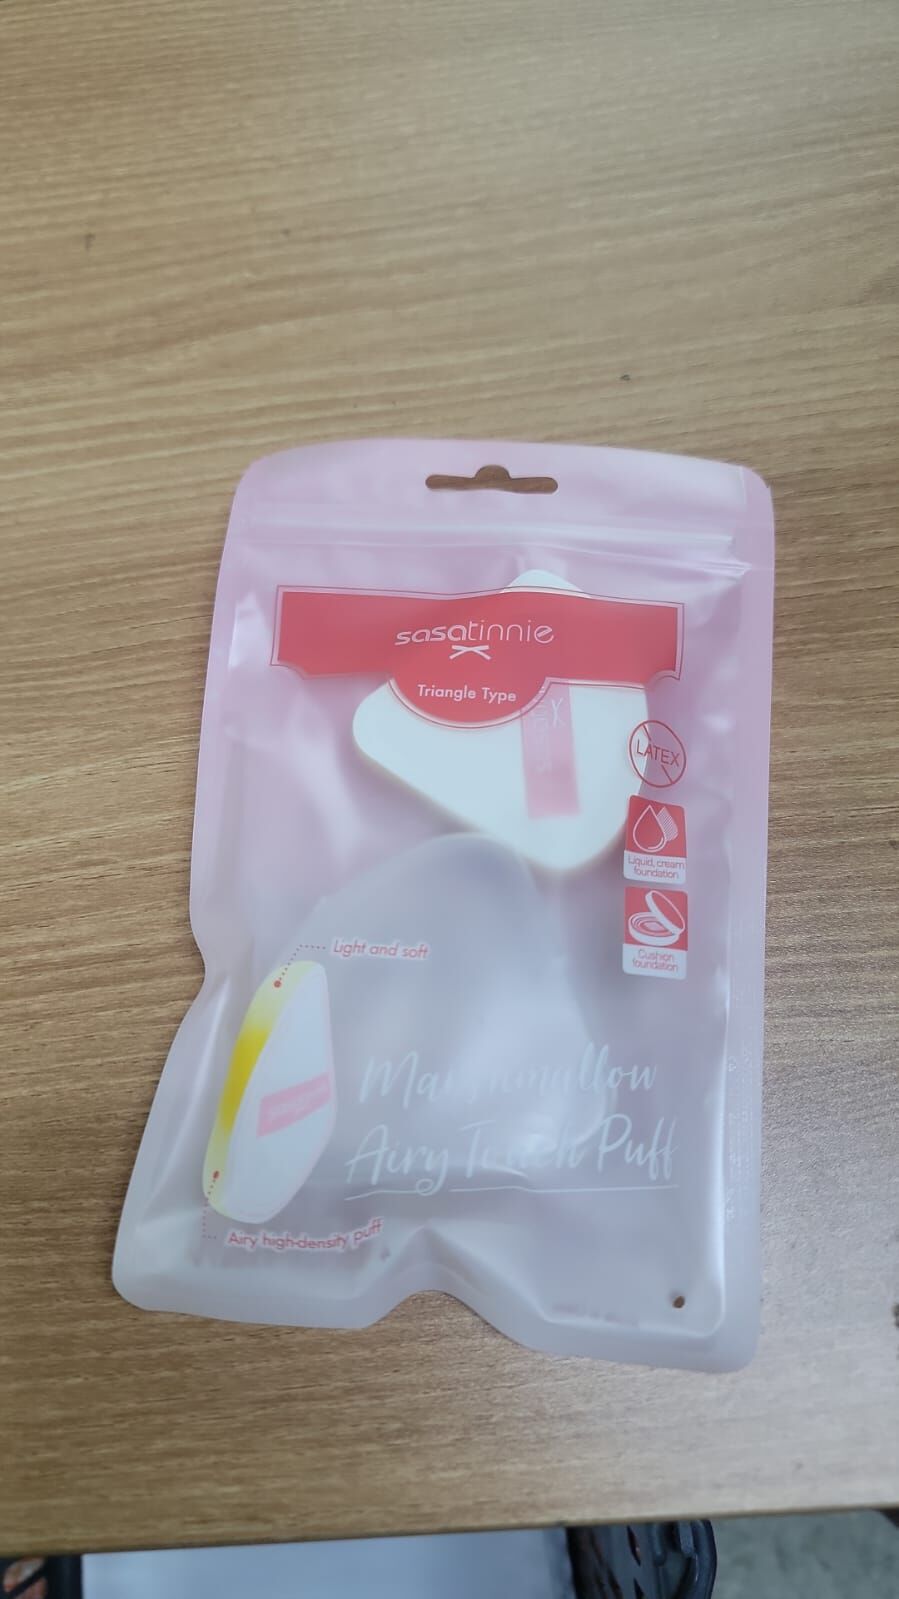 sasatinnie
Triangle Type
LATEX
Liquid, cream
foundation
Cushion
foundation
Light and soft
Marshmallow
Airy Touch Puff
Airy high-density puff